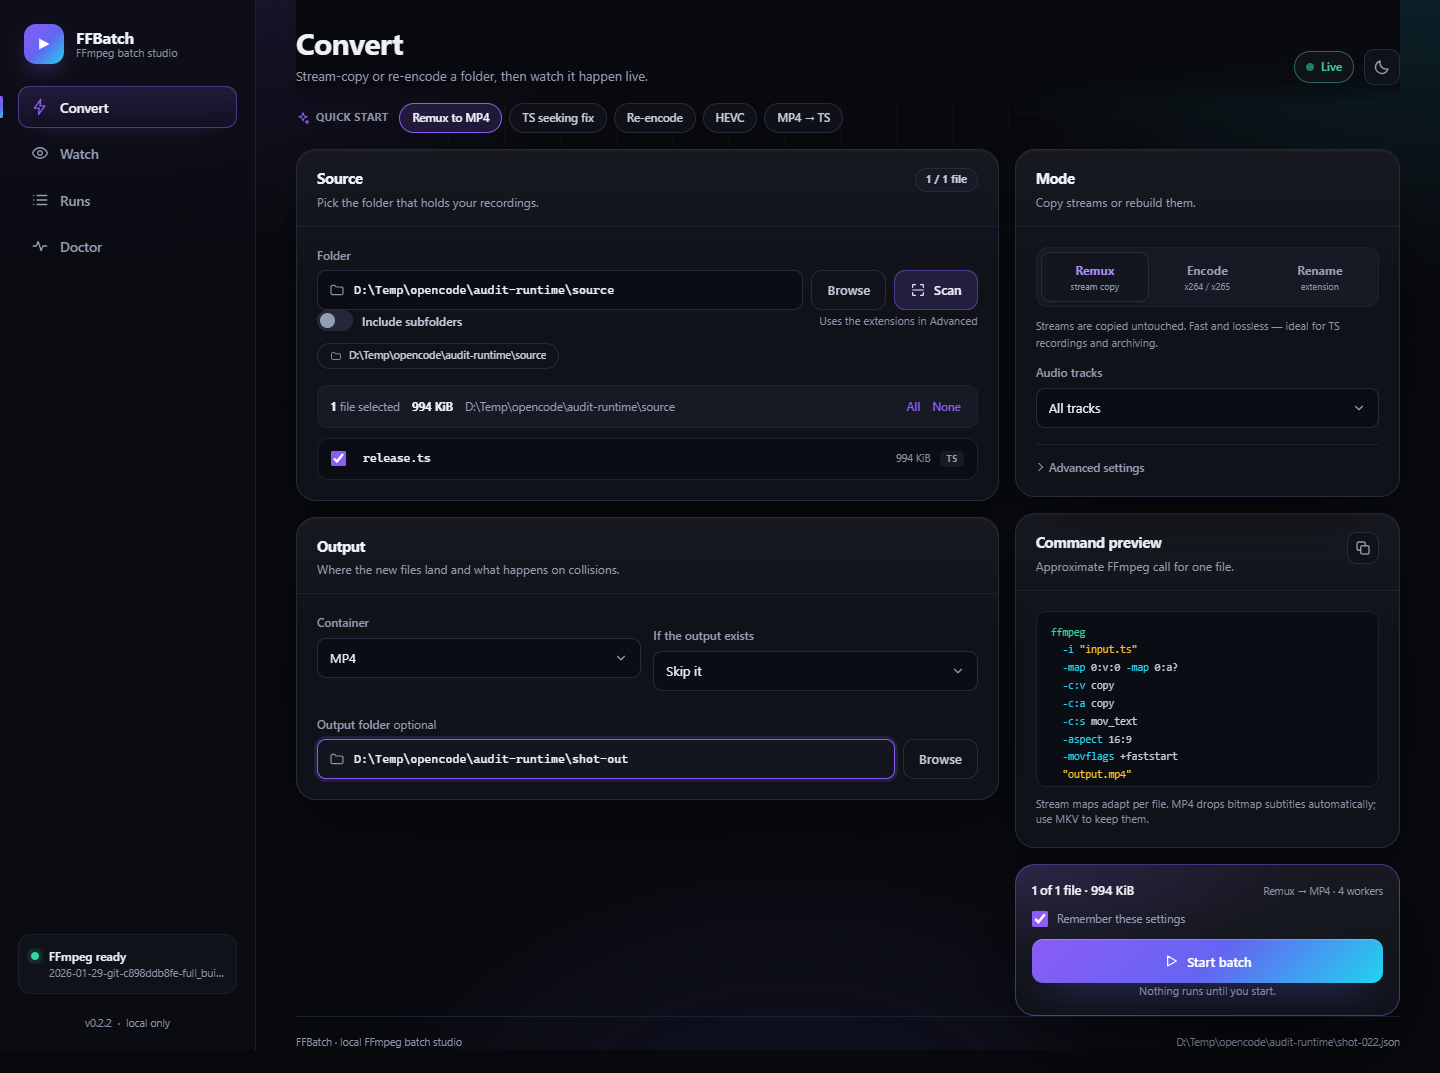 FFBatch
FFmpeg batch studio
Convert
Watch
Runs
Doctor
FFmpeg ready
2026-01-29-git-c898ddb8fe-full_bui...
v0.2.2 · local only
Convert
Stream-copy or re-encode a folder, then watch it happen live.
Live
QUICK START
Remux to MP4
TS seeking fix
Re-encode
HEVC
MP4 → TS
Source
1 / 1 file
Pick the folder that holds your recordings.
Folder
D:\Temp\opencode\audit-runtime\source
Browse
Scan
Include subfolders
Uses the extensions in Advanced
D:\Temp\opencode\audit-runtime\source
1 file selected 994 KiB D:\Temp\opencode\audit-runtime\source
All None
release.ts
994 KiB TS
Output
Where the new files land and what happens on collisions.
Container
MP4
If the output exists
Skip it
Output folder optional
D:\Temp\opencode\audit-runtime\shot-out
Browse
Mode
Copy streams or rebuild them.
Remux
stream copy
Encode
x264 / x265
Rename
extension
Streams are copied untouched. Fast and lossless — ideal for TS
recordings and archiving.
Audio tracks
All tracks
Advanced settings
Command preview
Approximate FFmpeg call for one file.
ffmpeg
-i "input.ts"
-map 0:v:0 -map 0:a?
-c:v copy
-c:a copy
-c:s mov_text
-aspect 16:9
-movflags +faststart
"output.mp4"
Stream maps adapt per file. MP4 drops bitmap subtitles automatically;
use MKV to keep them.
1 of 1 file · 994 KiB
Remux → MP4 · 4 workers
Remember these settings
Start batch
Nothing runs until you start.
FFBatch · local FFmpeg batch studio
D:\Temp\opencode\audit-runtime\shot-022.json